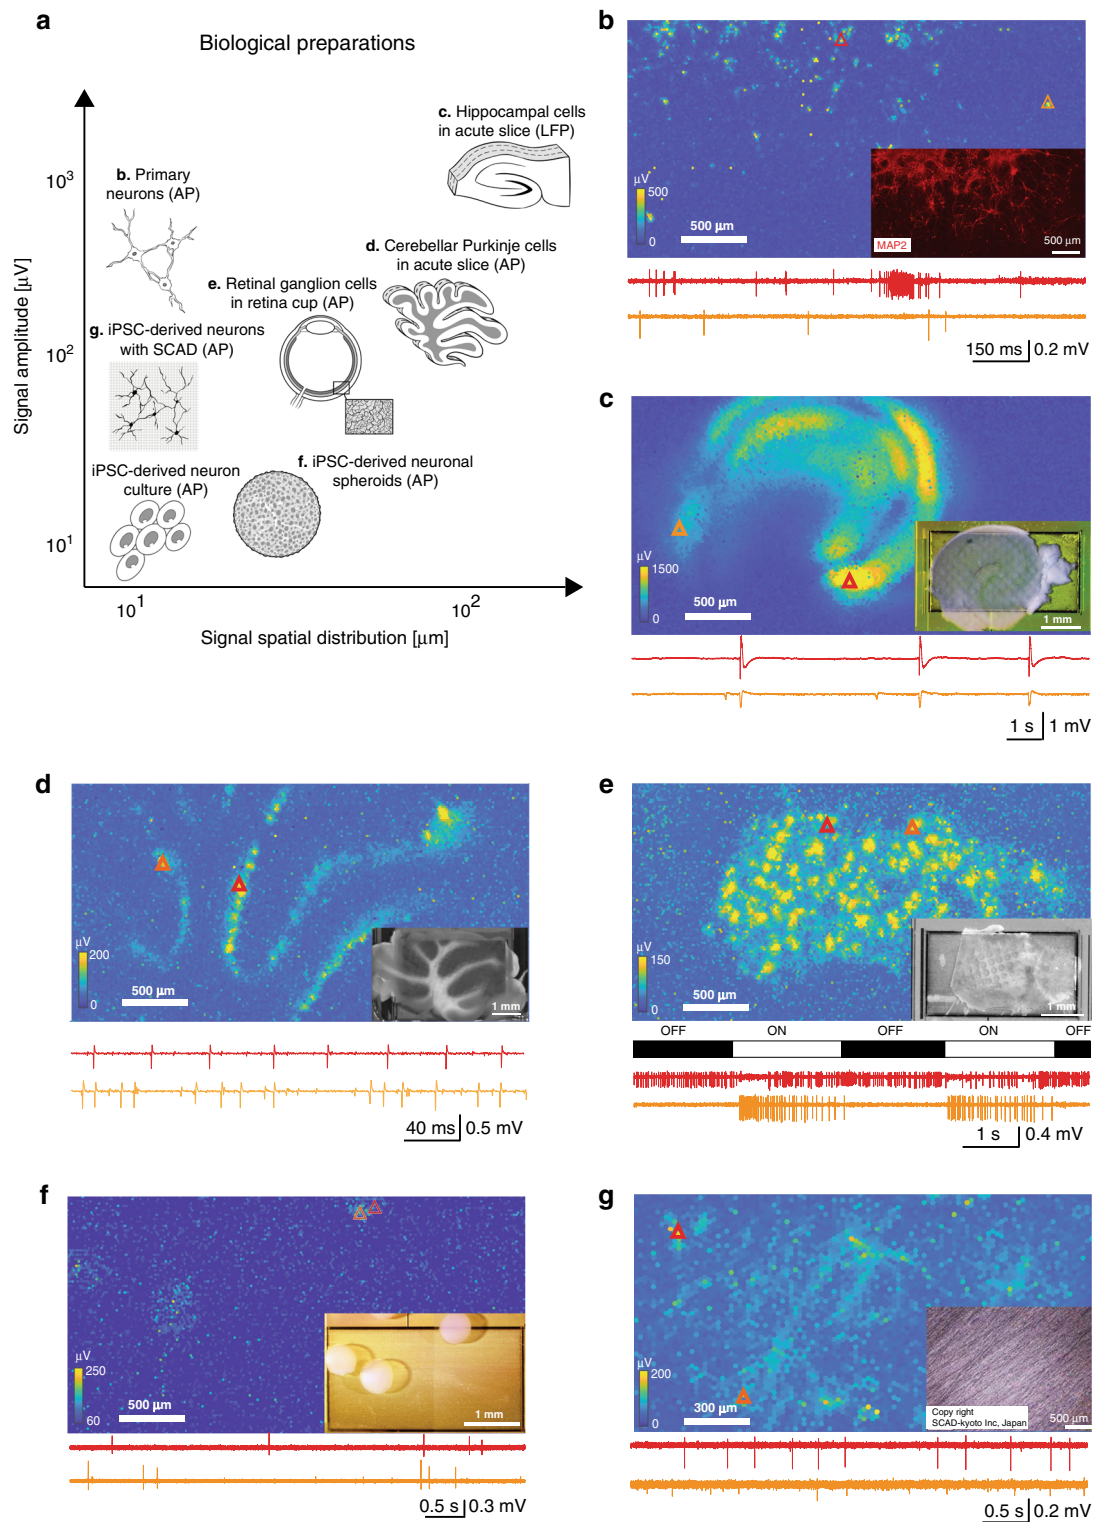 a
Biological preparations
Signal amplitude [μV]
10³
10²
10¹
c. Hippocampal cells
in acute slice (LFP)
b. Primary
neurons (AP)
d. Cerebellar Purkinje cells
in acute slice (AP)
e. Retinal ganglion cells
in retina cup (AP)
g. iPSC-derived neurons
with SCAD (AP)
iPSC-derived neuron
culture (AP)
f. iPSC-derived neuronal
spheroids (AP)
10¹
10²
Signal spatial distribution [μm]
b
μV
500
0
500 μm
MAP2
500 μm
150 ms
0.2 mV
c
μV
1500
0
500 μm
1 mm
1 s
1 mV
d
μV
200
0
500 μm
1 mm
40 ms
0.5 mV
e
μV
150
0
500 μm
1 mm
OFF
ON
OFF
ON
OFF
1 s
0.4 mV
f
μV
250
60
500 μm
1 mm
0.5 s
0.3 mV
g
μV
200
0
300 μm
Copy right
SCAD-kyoto Inc, Japan
500 μm
0.5 s
0.2 mV